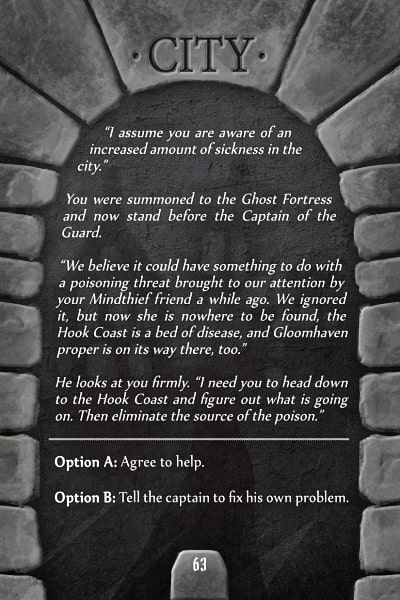 · CITY ·
“I assume you are aware of an
increased amount of sickness in the
city.”
You were summoned to the Ghost Fortress
and now stand before the Captain of the
Guard.
“We believe it could have something to do with
a poisoning threat brought to our attention by
your Mindthief friend a while ago. We ignored
it, but now she is nowhere to be found, the
Hook Coast is a bed of disease, and Gloomhaven
proper is on its way there, too.”
He looks at you firmly. “I need you to head down
to the Hook Coast and figure out what is going
on. Then eliminate the source of the poison.”
Option A: Agree to help.
Option B: Tell the captain to fix his own problem.
63